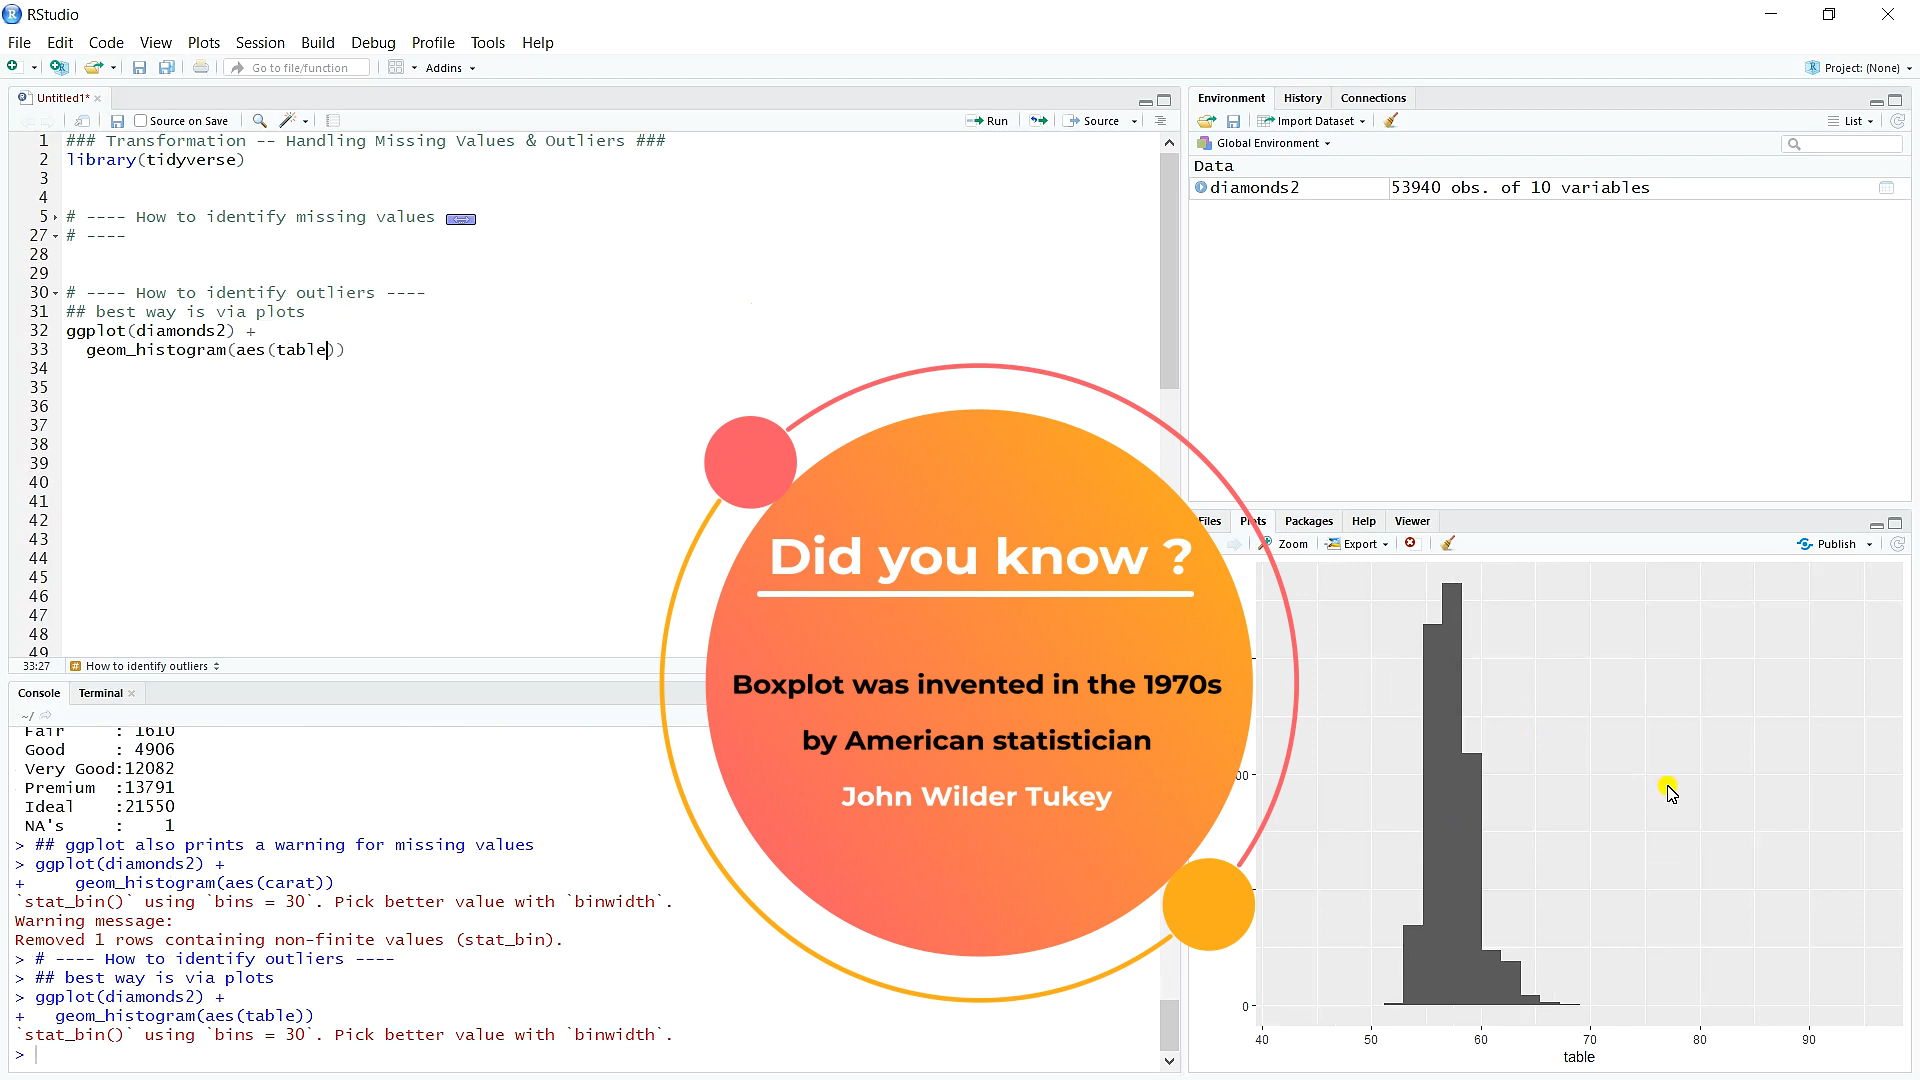 RStudio
File Edit Code View Plots Session Build Debug Profile Tools Help
Go to file/function Addins Project: (None)
Untitled1*
Source on Save Run Source
1 ### Transformation -- Handling Missing Values & Outliers ###
2 library(tidyverse)
3
4
5 # ---- How to identify missing values
27 # ----
28
29
30 # ---- How to identify outliers ----
31 ## best way is via plots
32 ggplot(diamonds2) +
33 geom_histogram(aes(table))
34
35
36
37
38
39
40
41
42
43
44
45
46
47
48
49
33:27 How to identify outliers
Console Terminal
~/
Fair : 1610
Good : 4906
Very Good:12082
Premium :13791
Ideal :21550
NA's : 1
> ## ggplot also prints a warning for missing values
> ggplot(diamonds2) +
+ geom_histogram(aes(carat))
`stat_bin()` using `bins = 30`. Pick better value with `binwidth`.
Warning message:
Removed 1 rows containing non-finite values (stat_bin).
> # ---- How to identify outliers ----
> ## best way is via plots
> ggplot(diamonds2) +
+ geom_histogram(aes(table))
`stat_bin()` using `bins = 30`. Pick better value with `binwidth`.
>
Did you know ?
Boxplot was invented in the 1970s
by American statistician
John Wilder Tukey
Environment History Connections
Import Dataset List
Global Environment
Data
diamonds2 53940 obs. of 10 variables
Files Plots Packages Help Viewer
Zoom Export Publish
0
40 50 60 70 80 90
table